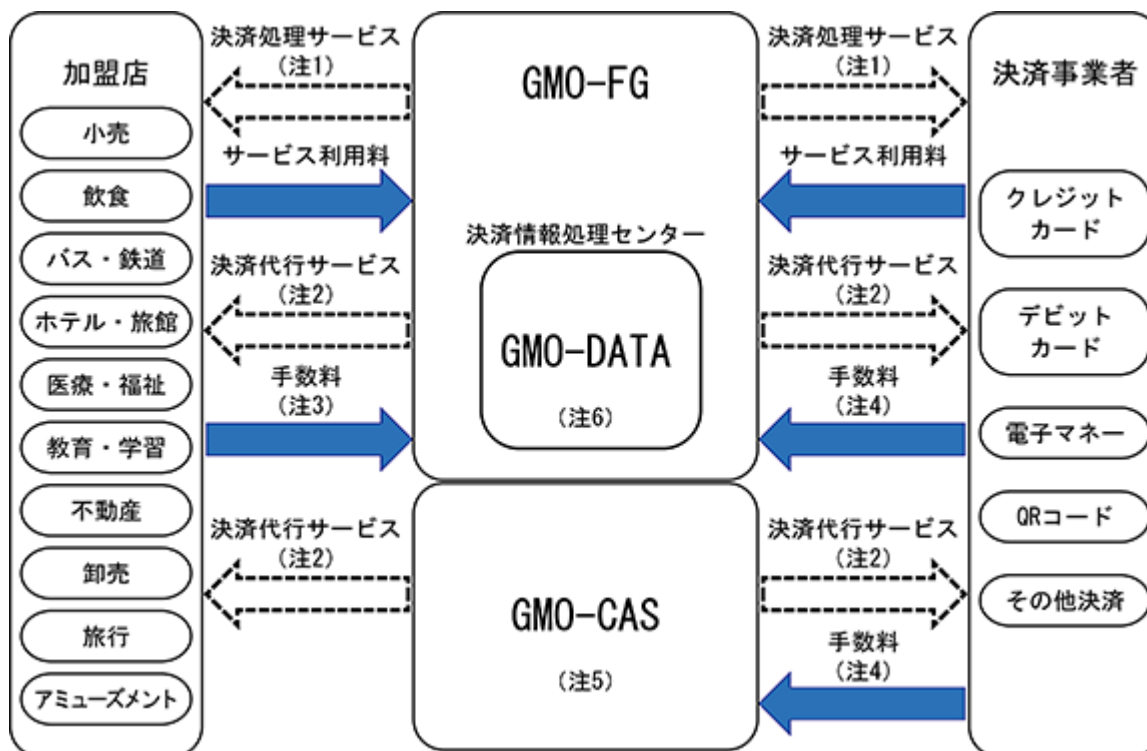 加盟店
小売
飲食
バス・鉄道
ホテル・旅館
医療・福祉
教育・学習
不動産
卸売
旅行
アミューズメント
決済処理サービス
(注1)
サービス利用料
決済代行サービス
(注2)
手数料
(注3)
決済代行サービス
(注2)
GMO-FG
決済情報処理センター
GMO-DATA
(注6)
GMO-CAS
(注5)
決済処理サービス
(注1)
サービス利用料
決済代行サービス
(注2)
手数料
(注4)
決済代行サービス
(注2)
手数料
(注4)
決済事業者
クレジット
カード
デビット
カード
電子マネー
QRコード
その他決済